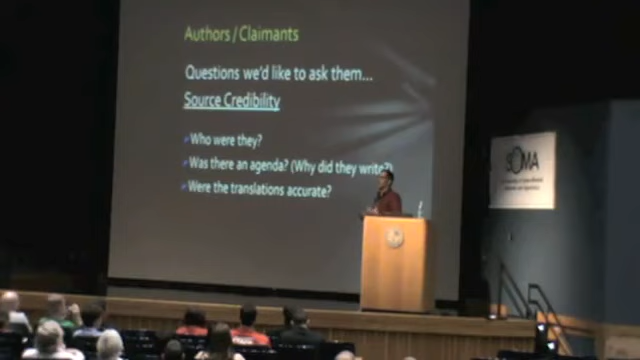 Authors / Claimants
Questions we'd like to ask them...
Source Credibility
Who were they?
Was there an agenda? (Why did they write?)
Were the translations accurate?
SOMA